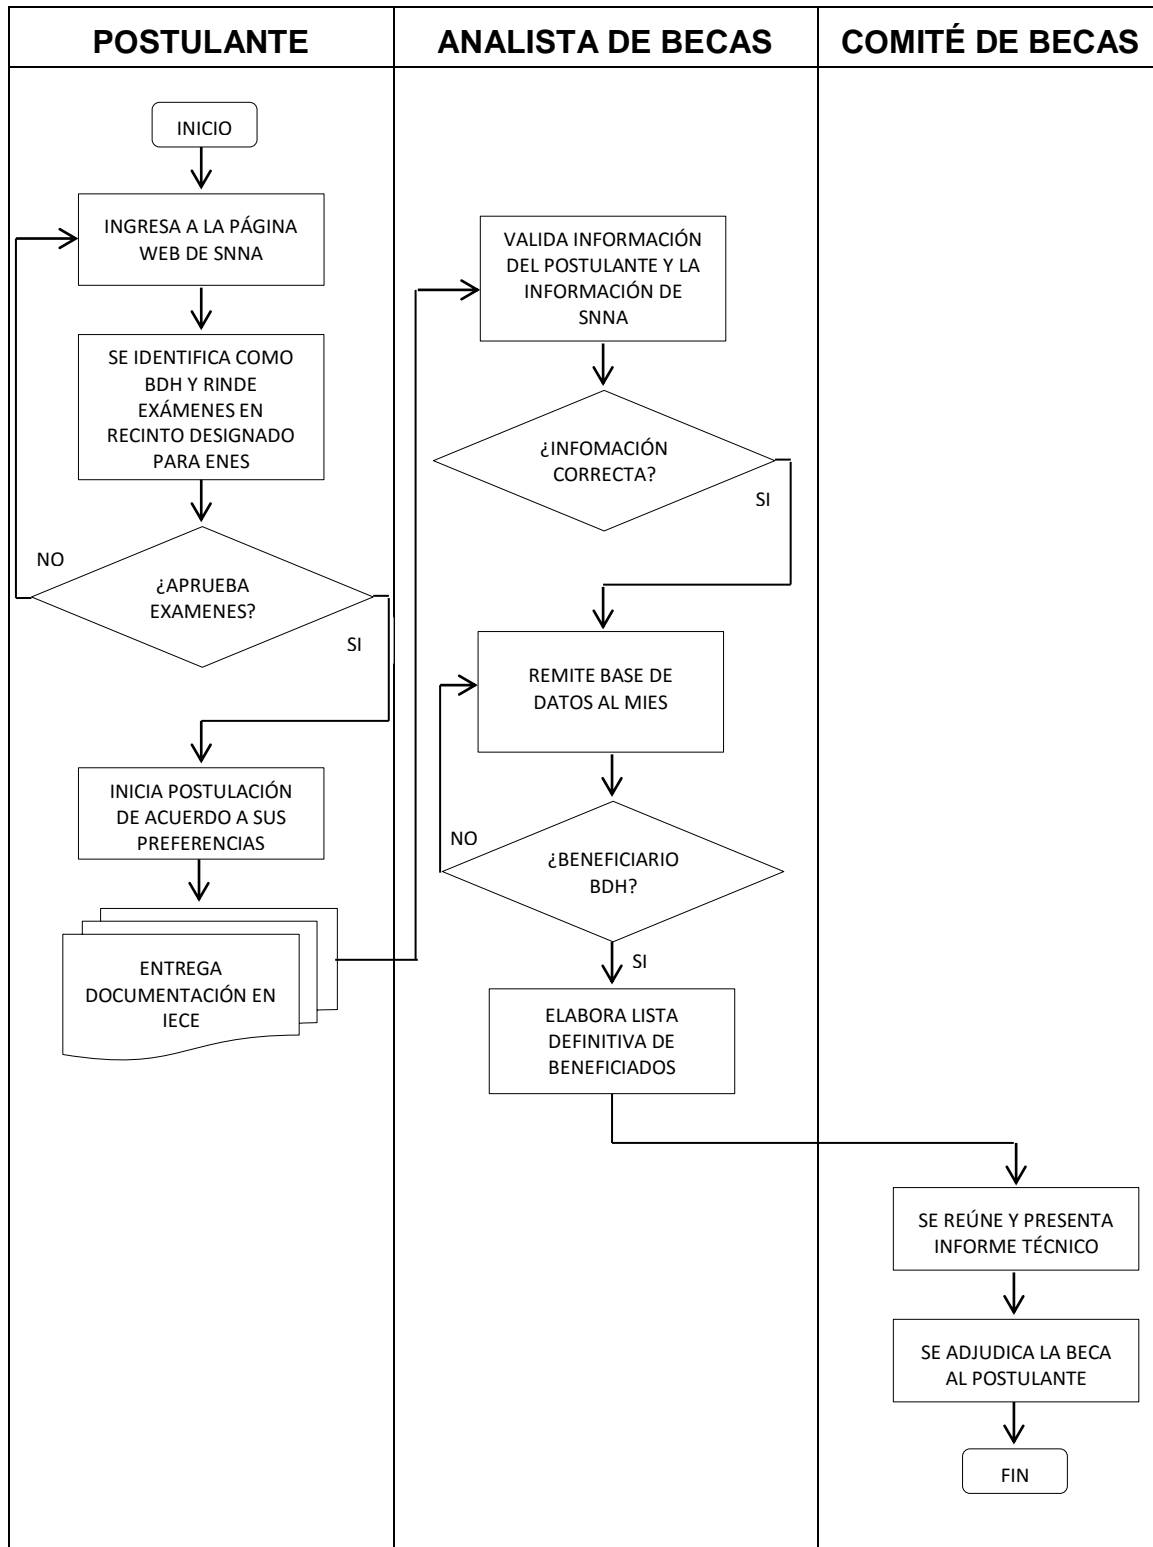 POSTULANTE
ANALISTA DE BECAS
COMITÉ DE BECAS
INICIO
INGRESA A LA PÁGINA
WEB DE SNNA
SE IDENTIFICA COMO
BDH Y RINDE
EXÁMENES EN
RECINTO DESIGNADO
PARA ENES
NO
¿APRUEBA
EXAMENES?
SI
INICIA POSTULACIÓN
DE ACUERDO A SUS
PREFERENCIAS
ENTREGA
DOCUMENTACIÓN EN
IECE
VALIDA INFORMACIÓN
DEL POSTULANTE Y LA
INFORMACIÓN DE
SNNA
¿INFOMACIÓN
CORRECTA?
SI
REMITE BASE DE
DATOS AL MIES
NO
¿BENEFICIARIO
BDH?
SI
ELABORA LISTA
DEFINITIVA DE
BENEFICIADOS
SE REÚNE Y PRESENTA
INFORME TÉCNICO
SE ADJUDICA LA BECA
AL POSTULANTE
FIN